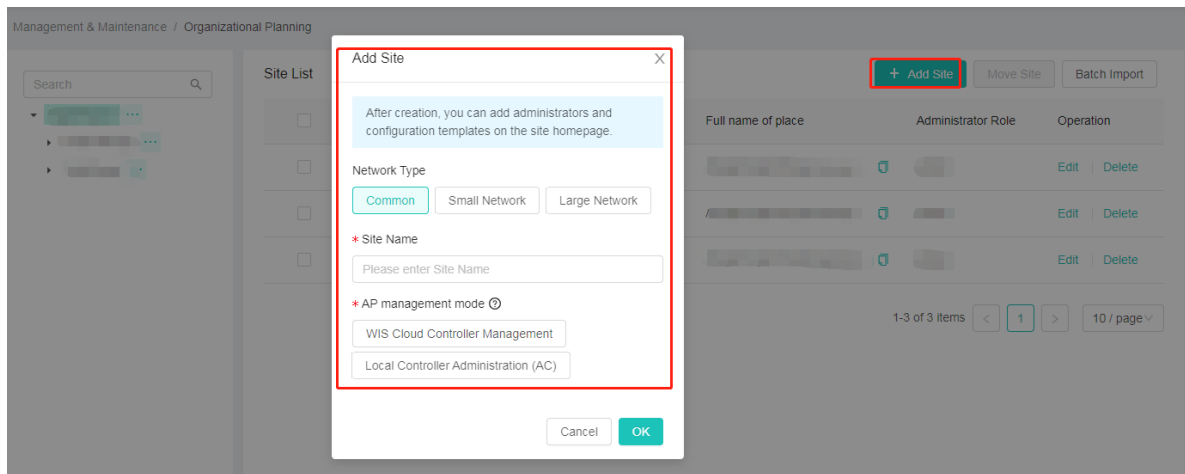 Management & Maintenance / Organizational Planning
Search
Site List
+ Add Site
Move Site
Batch Import
Full name of place
Administrator Role
Operation
Edit Delete
/
Edit Delete
Edit Delete
1-3 of 3 items < 1 > 10 / page
Add Site X
After creation, you can add administrators and
configuration templates on the site homepage.
Network Type
Common Small Network Large Network
* Site Name
Please enter Site Name
* AP management mode ?
WIS Cloud Controller Management
Local Controller Administration (AC)
Cancel OK